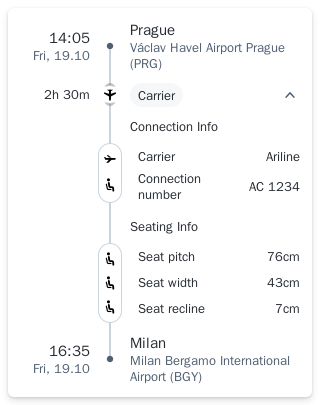 14:05 Prague
Fri, 19.10 Václav Havel Airport Prague
(PRG)
2h 30m Carrier
Connection Info
Carrier Ariline
Connection
number AC 1234
Seating Info
Seat pitch 76cm
Seat width 43cm
Seat recline 7cm
16:35 Milan
Fri, 19.10 Milan Bergamo International
Airport (BGY)